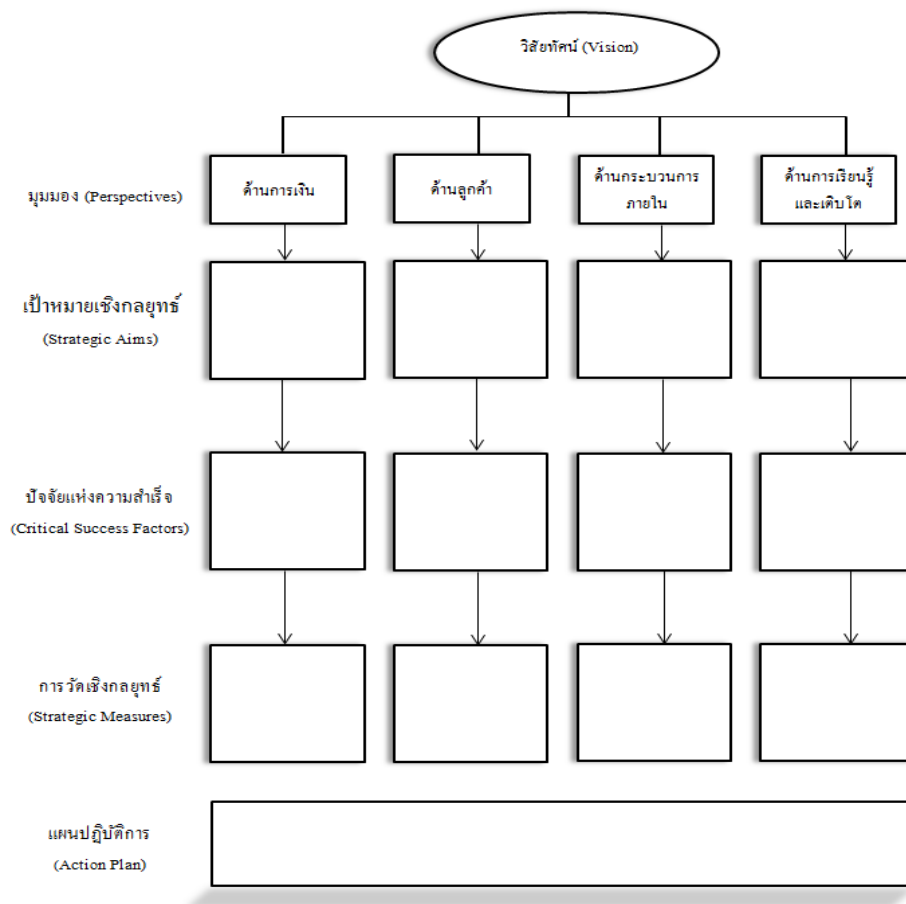 วิสัยทัศน์ (Vision)
มุมมอง (Perspectives)
ด้านการเงิน
ด้านลูกค้า
ด้านกระบวนการ
ภายใน
ด้านการเรียนรู้
และเติบโต
เป้าหมายเชิงกลยุทธ์
(Strategic Aims)
ปัจจัยแห่งความสำเร็จ
(Critical Success Factors)
การวัดเชิงกลยุทธ์
(Strategic Measures)
แผนปฏิบัติการ
(Action Plan)